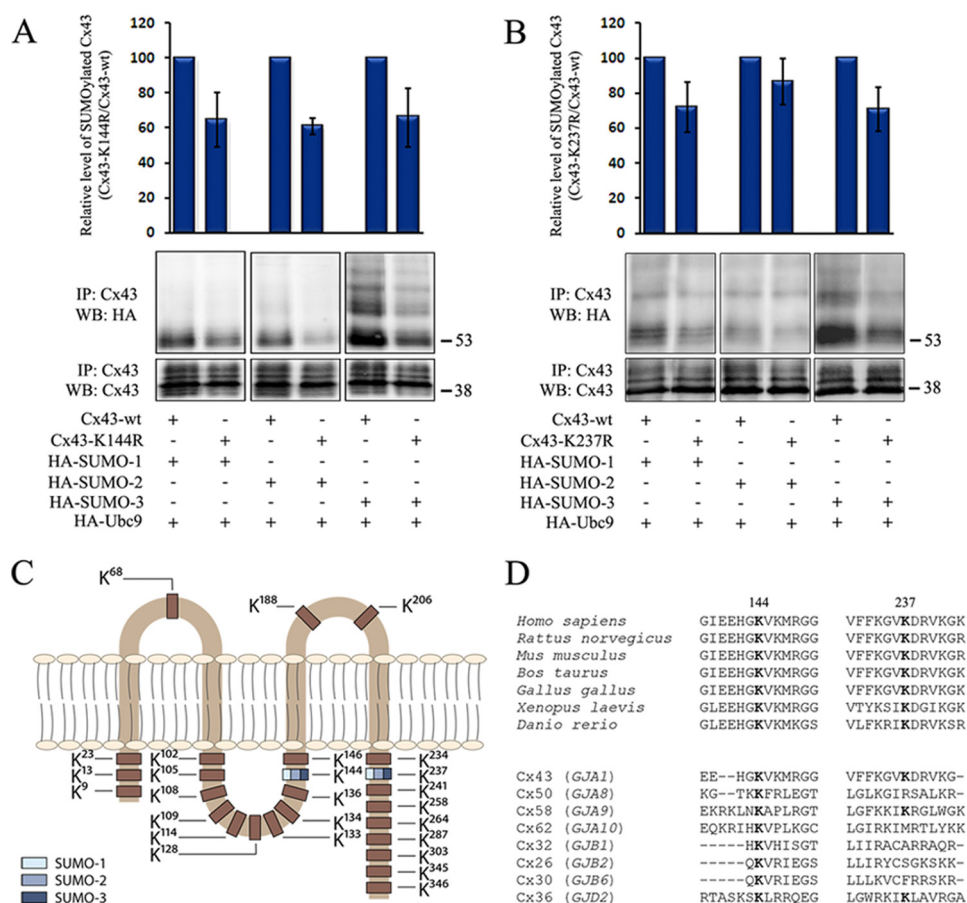 A
Relative level of SUMOylated Cx43
(Cx43-K144R/Cx43-wt)
120
100
80
60
40
20
0
IP: Cx43
WB: HA
53
IP: Cx43
WB: Cx43
38
Cx43-wt + - + - + -
Cx43-K144R - + - + - +
HA-SUMO-1 + + - - - -
HA-SUMO-2 - - + + - -
HA-SUMO-3 - - - - + +
HA-Ubc9 + + + + + +
B
Relative level of SUMOylated Cx43
(Cx43-K237R/Cx43-wt)
120
100
80
60
40
20
0
IP: Cx43
WB: HA
53
IP: Cx43
WB: Cx43
38
Cx43-wt + - + - + -
Cx43-K237R - + - + - +
HA-SUMO-1 + + - - - -
HA-SUMO-2 - - + + - -
HA-SUMO-3 - - - - + +
HA-Ubc9 + + + + + +
C
K68
K188
K206
K23
K13
K9
K102
K105
K108
K109
K114
K128
K146
K144
K136
K134
K133
K234
K237
K241
K258
K264
K287
K303
K345
K346
SUMO-1
SUMO-2
SUMO-3
D
144 237
Homo sapiens GIEEHGKVKMRGG VFFKGVKDRVKGK
Rattus norvegicus GIEEHGKVKMRGG VFFKGVKDRVKGR
Mus musculus GIEEHGKVKMRGG VFFKGVKDRVKGR
Bos taurus GIEEHGKVKMRGG VFFKGVKDRVKGK
Gallus gallus GIEEHGKVKMRGG VFFKGVKDRVKGK
Xenopus laevis GLEEHGKVKMRGG VTYKSIKDGIKGK
Danio rerio GLEEHGKVKMKGS VLFKRIKDRVKSR
Cx43 (GJA1) EE--HGKVKMRGG VFFKGVKDRVKGR
Cx50 (GJA8) KG--TKKFRLEGT LGLKGIRSALKR-
Cx58 (GJA9) EKRKLNKAPLRGT LGFKKIKRGLWGK
Cx62 (GJA10) EQKRIHKVPLKGC LGIRKIMRTLYKK
Cx32 (GJB1) -----HKVHISGT LIIRACARRAQR-
Cx26 (GJB2) -----QKVRIEGS LLIRYCSGKSKK-
Cx30 (GJB6) -----QKVRIEGS LLLKVCFRRSKR-
Cx36 (GJD2) RTASKSKLRRQEG LGWRKIKLAVRGA